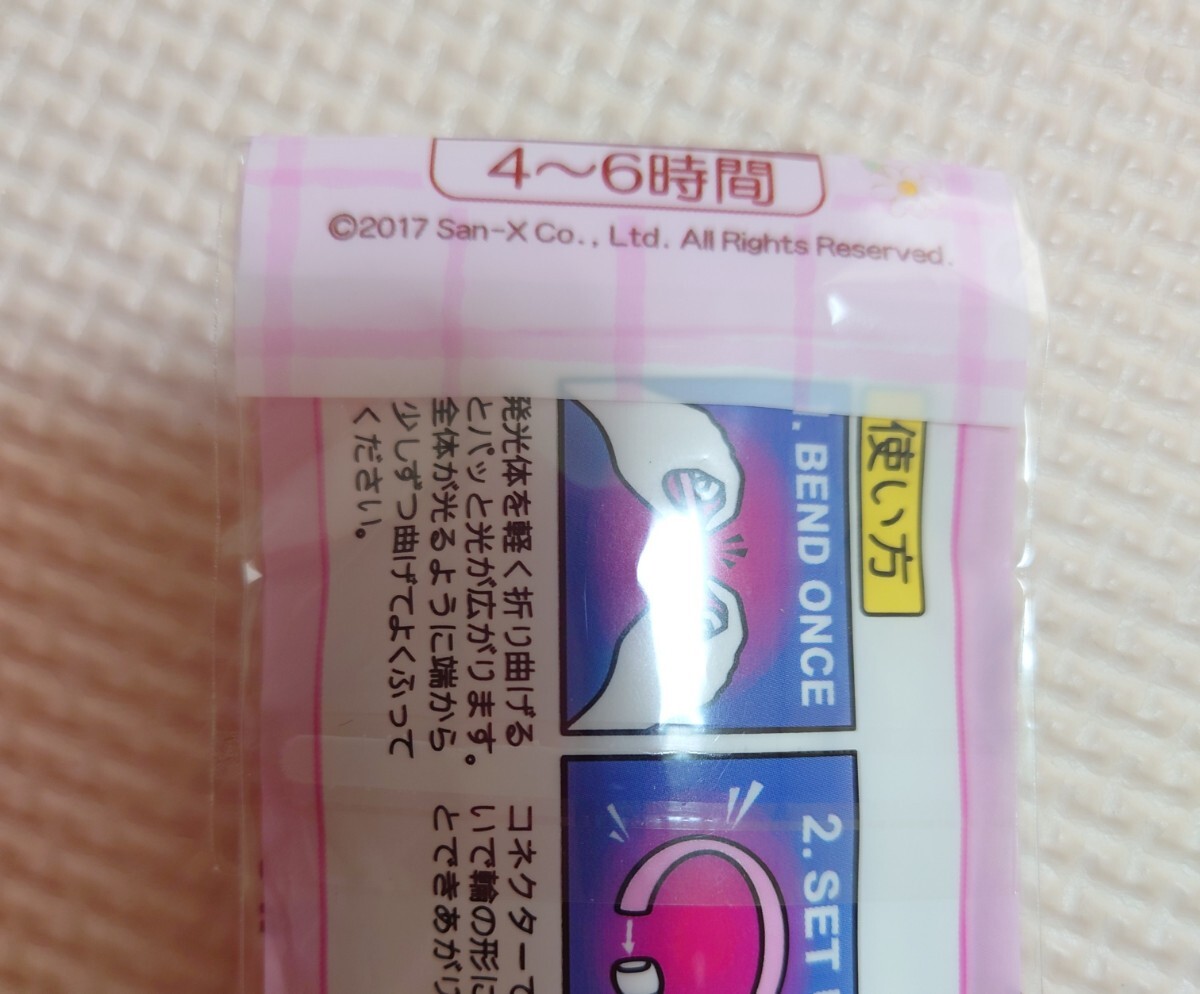 4〜6時間
©2017 San-X Co., Ltd. All Rights Reserved.
使い方
1. BEND ONCE
発光体を軽く折り曲げる
とパッと光が広がります。
全体が光るように端から
少しずつ曲げてよくふって
ください。
2. SET
コネクターで
いで輪の形に
とできあがり